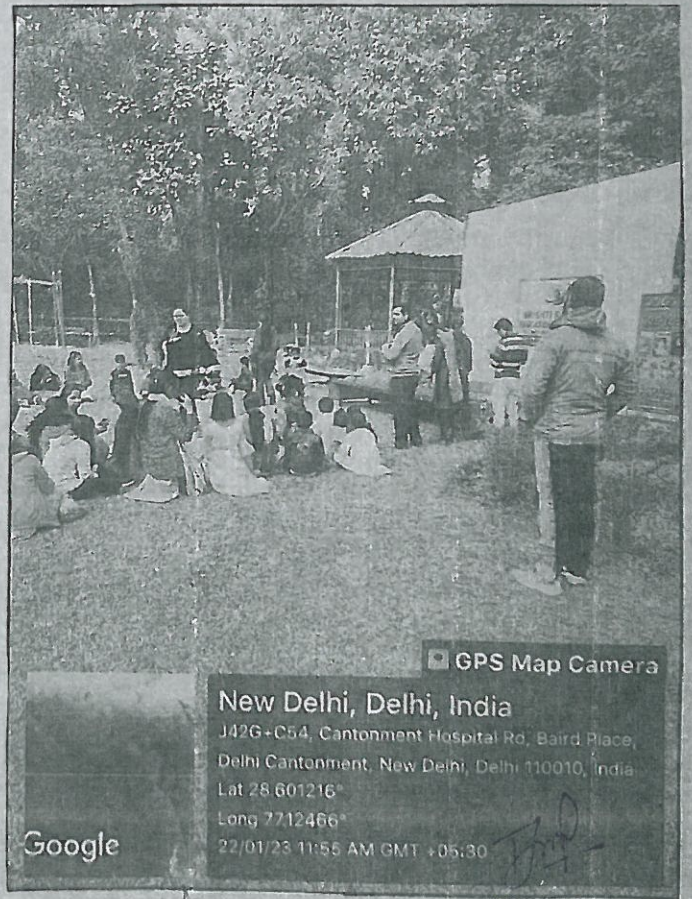 GPS Map Camera
New Delhi, Delhi, India
J42G+C54, Cantonment Hospital Rd, Baird Place,
Delhi Cantonment, New Delhi, Delhi 110010, India
Lat 28.601216°
Long 77.12466°
22/01/23 11:55 AM GMT +05:30
Google